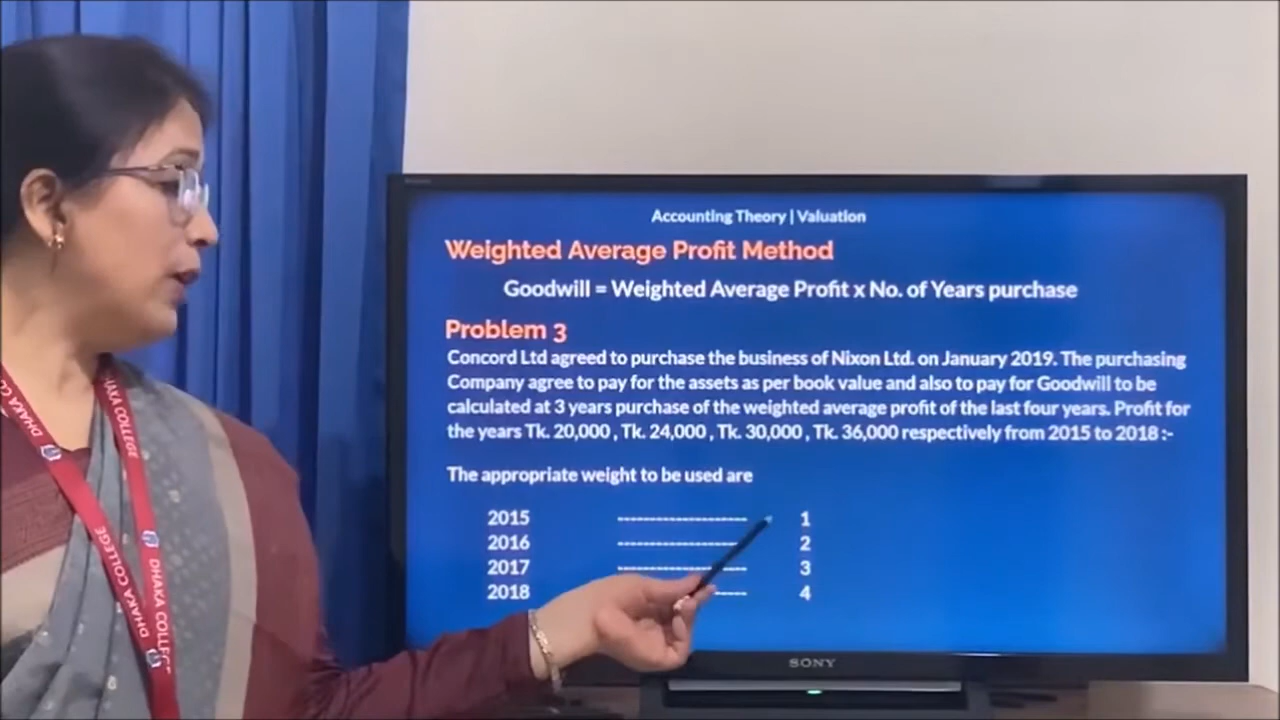 Accounting Theory | Valuation
Weighted Average Profit Method
Goodwill = Weighted Average Profit x No. of Years purchase
Problem 3
Concord Ltd agreed to purchase the business of Nixon Ltd. on January 2019. The purchasing
Company agree to pay for the assets as per book value and also to pay for Goodwill to be
calculated at 3 years purchase of the weighted average profit of the last four years. Profit for
the years Tk. 20,000 , Tk. 24,000 , Tk. 30,000 , Tk. 36,000 respectively from 2015 to 2018 :-
The appropriate weight to be used are
2015 -------------------- 1
2016 -------------------- 2
2017 -------------------- 3
2018 ----- 4
SONY
DHAKA CO
DHAKA COLLEGE
DHAKA COLLEGE
DHAKA COLLEGE